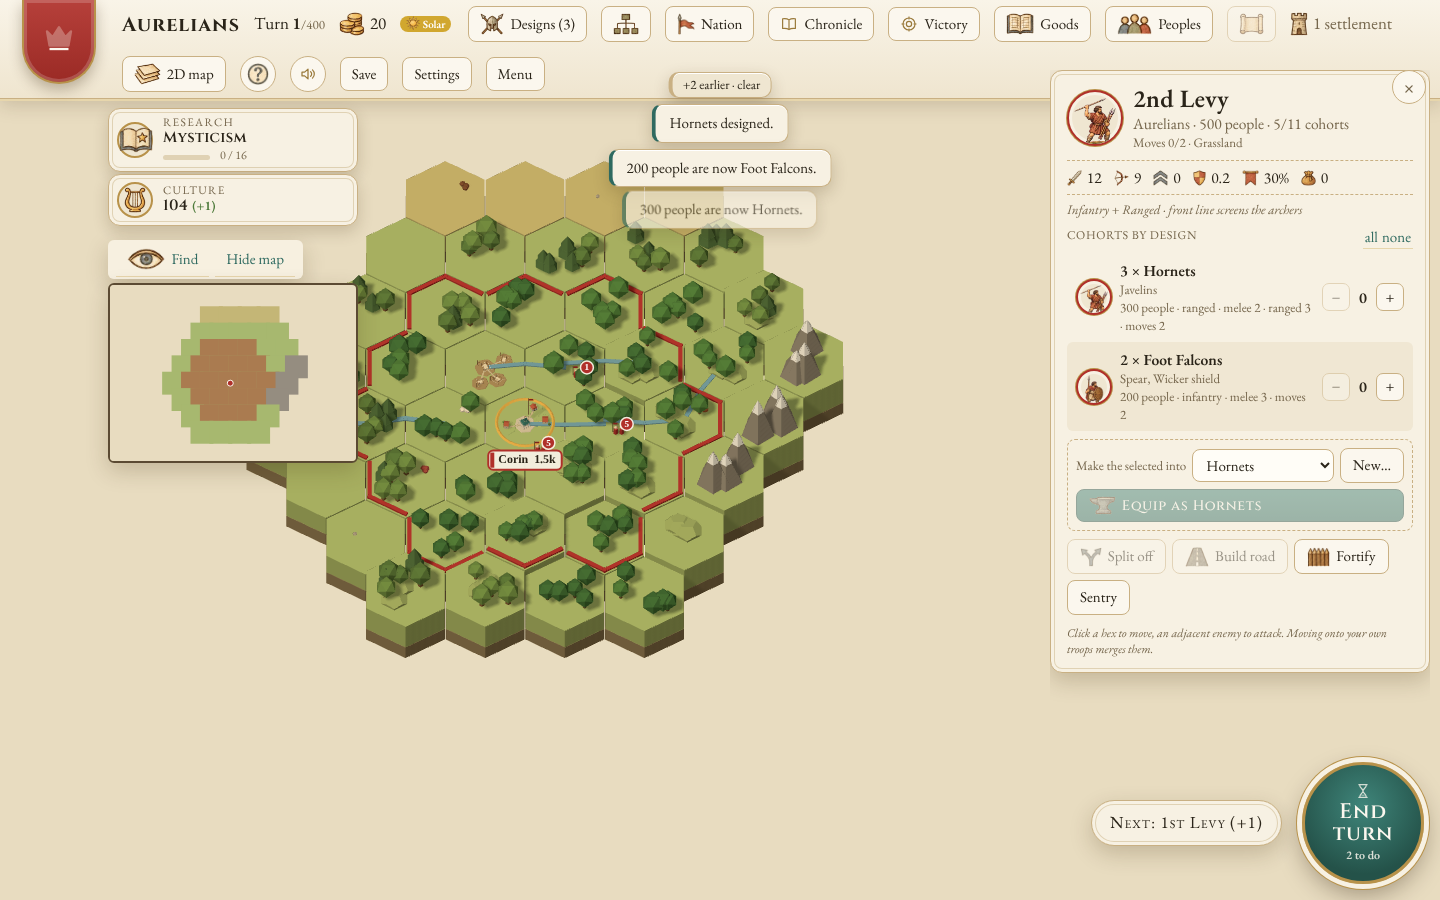 AURELIANS
Turn 1/400
20
Solar
Designs (3)
Nation
Chronicle
Victory
Goods
Peoples
1 settlement
2D map
?
Save
Settings
Menu
+2 earlier · clear
Hornets designed.
200 people are now Foot Falcons.
300 people are now Hornets.
RESEARCH
MYSTICISM
0 / 16
CULTURE
104 (+1)
Find
Hide map
1
5
5
Corin 1.5k
×
2nd Levy
Aurelians · 500 people · 5/11 cohorts
Moves 0/2 · Grassland
12 9 0 0.2 30% 0
Infantry + Ranged · front line screens the archers
COHORTS BY DESIGN
all none
3 × Hornets
Javelins
300 people · ranged · melee 2 · ranged 3
· moves 2
− 0 +
2 × Foot Falcons
Spear, Wicker shield
200 people · infantry · melee 3 · moves
2
− 0 +
Make the selected into
Hornets
New...
EQUIP AS HORNETS
Split off
Build road
Fortify
Sentry
Click a hex to move, an adjacent enemy to attack. Moving onto your own
troops merges them.
NEXT: 1ST LEVY (+1)
END
TURN
2 to do